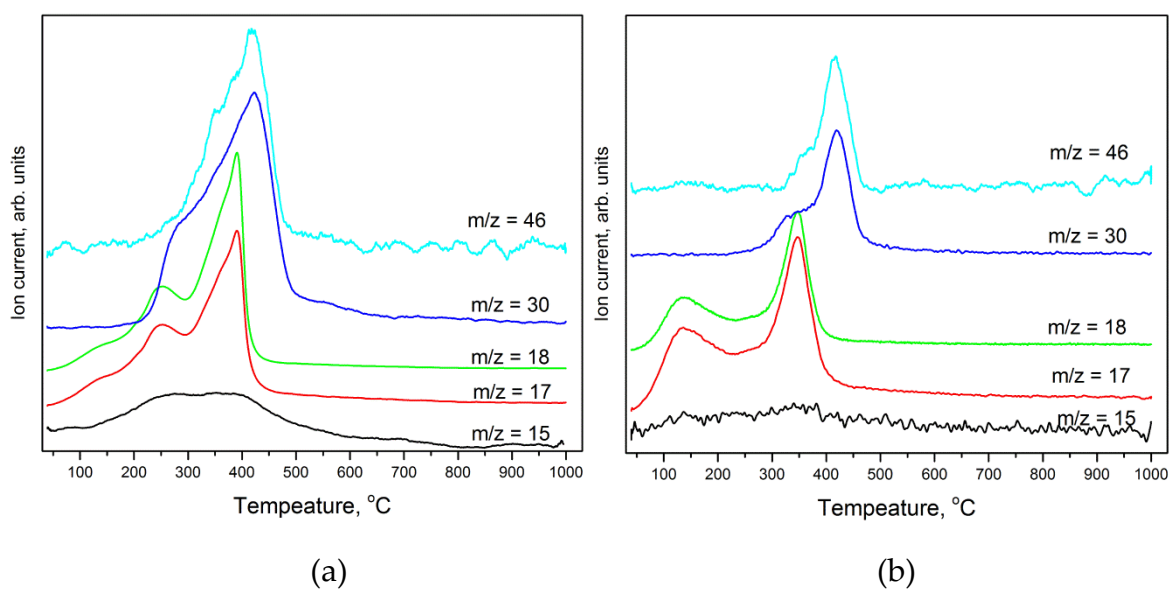 Ion current, arb. units
m/z = 46
m/z = 30
m/z = 18
m/z = 17
m/z = 15
100 200 300 400 500 600 700 800 900 1000
Tempeature, °C
(a)
Ion current, arb. units
m/z = 46
m/z = 30
m/z = 18
m/z = 17
m/z = 15
100 200 300 400 500 600 700 800 900 1000
Tempeature, °C
(b)